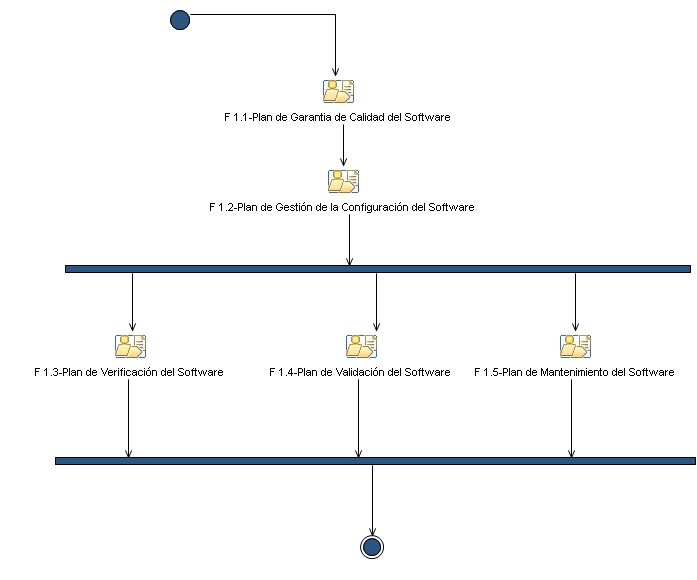 F 1.1-Plan de Garantia de Calidad del Software
F 1.2-Plan de Gestión de la Configuración del Software
F 1.3-Plan de Verificación del Software
F 1.4-Plan de Validación del Software
F 1.5-Plan de Mantenimiento del Software